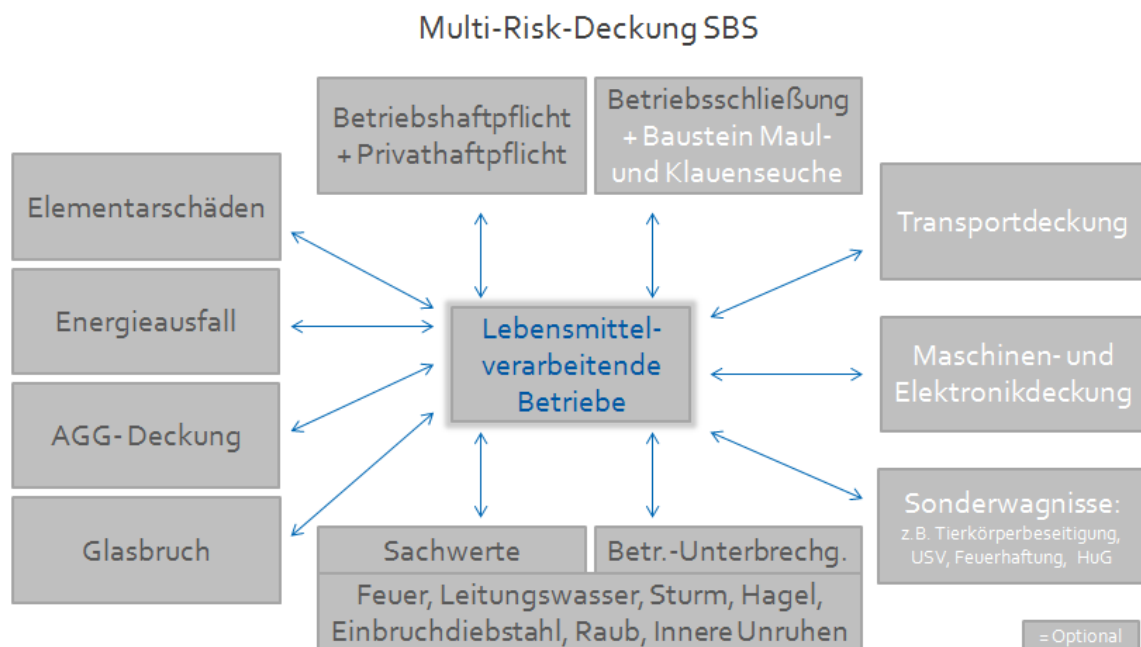 Multi-Risk-Deckung SBS
Betriebshaftpflicht
+ Privathaftpflicht
Betriebsschließung
+ Baustein Maul-
und Klauenseuche
Elementarschäden
Energieausfall
AGG- Deckung
Glasbruch
Lebensmittel-
verarbeitende
Betriebe
Transportdeckung
Maschinen- und
Elektronikdeckung
Sonderwagnisse:
z.B. Tierkörperbeseitigung,
USV, Feuerhaftung, HuG
Sachwerte
Betr.-Unterbrechg.
Feuer, Leitungswasser, Sturm, Hagel,
Einbruchdiebstahl, Raub, Innere Unruhen
= Optional